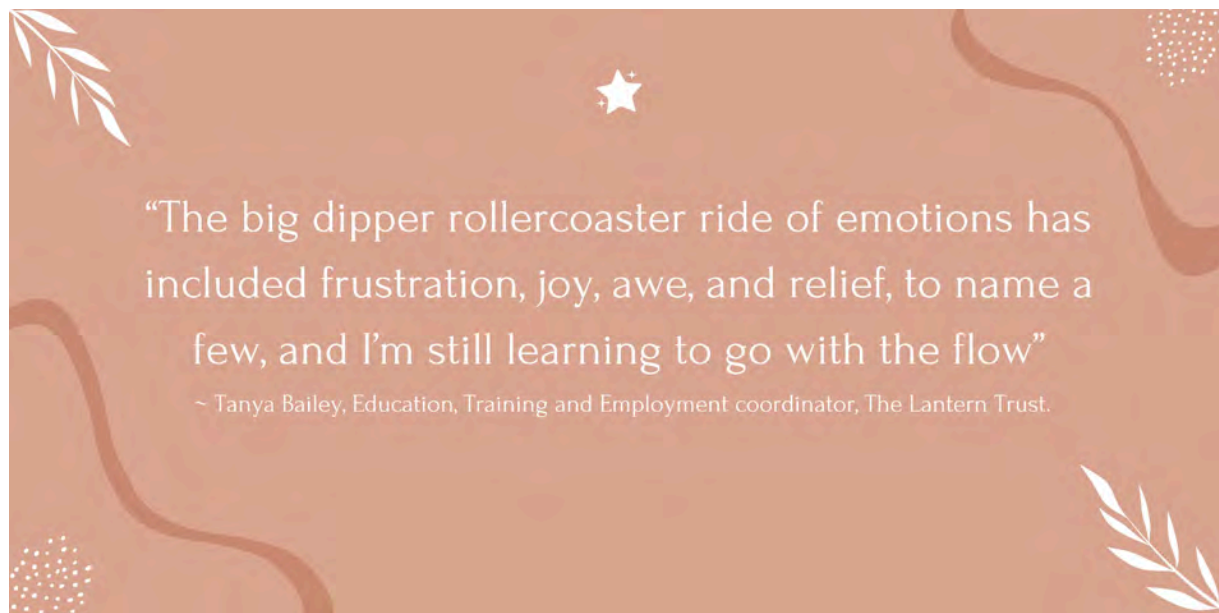 “The big dipper rollercoaster ride of emotions has
included frustration, joy, awe, and relief, to name a
few, and I’m still learning to go with the flow”
~ Tanya Bailey, Education, Training and Employment coordinator, The Lantern Trust.